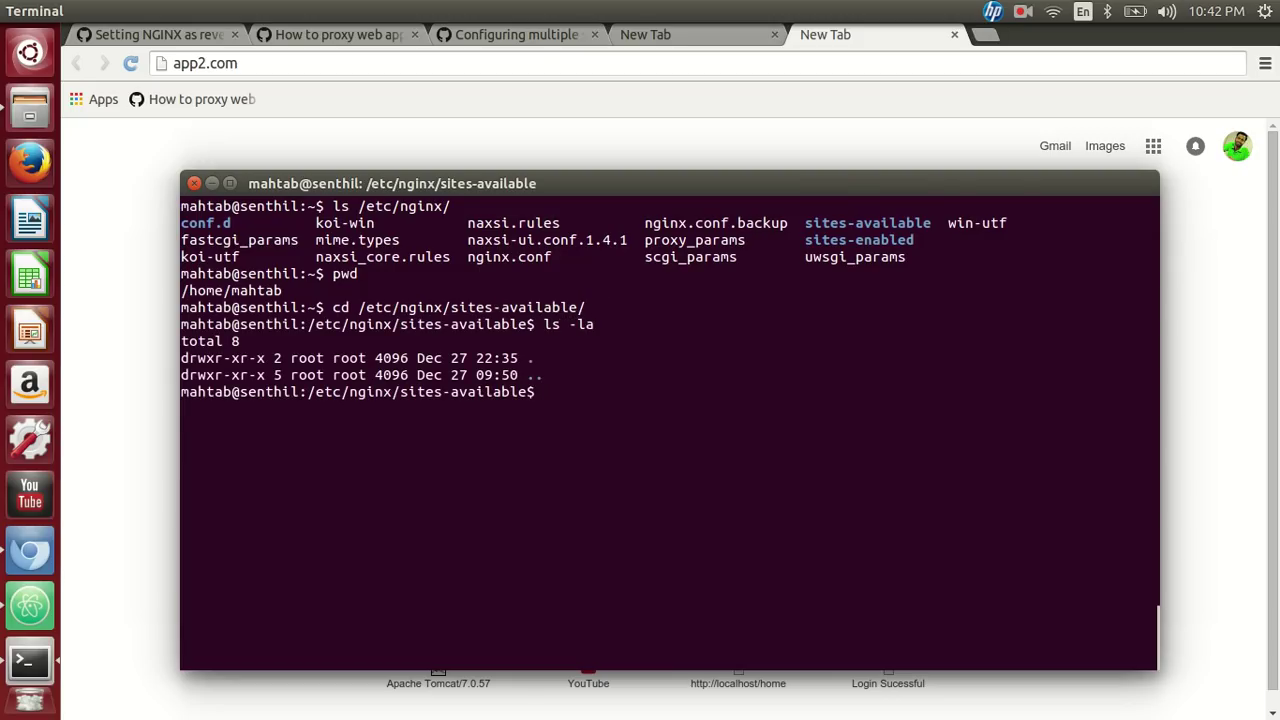 Terminal
En
10:42 PM
Setting NGINX as reve
How to proxy web app
Configuring multiple
New Tab
New Tab
app2.com
Apps
How to proxy web
Gmail
Images
mahtab@senthil: /etc/nginx/sites-available
mahtab@senthil:~$ ls /etc/nginx/
conf.d koi-win naxsi.rules nginx.conf.backup sites-available win-utf
fastcgi_params mime.types naxsi-ui.conf.1.4.1 proxy_params sites-enabled
koi-utf naxsi_core.rules nginx.conf scgi_params uwsgi_params
mahtab@senthil:~$ pwd
/home/mahtab
mahtab@senthil:~$ cd /etc/nginx/sites-available/
mahtab@senthil:/etc/nginx/sites-available$ ls -la
total 8
drwxr-xr-x 2 root root 4096 Dec 27 22:35 .
drwxr-xr-x 5 root root 4096 Dec 27 09:50 ..
mahtab@senthil:/etc/nginx/sites-available$
You
Tube
Apache Tomcat/7.0.57
YouTube
http://localhost/home
Login Sucessful